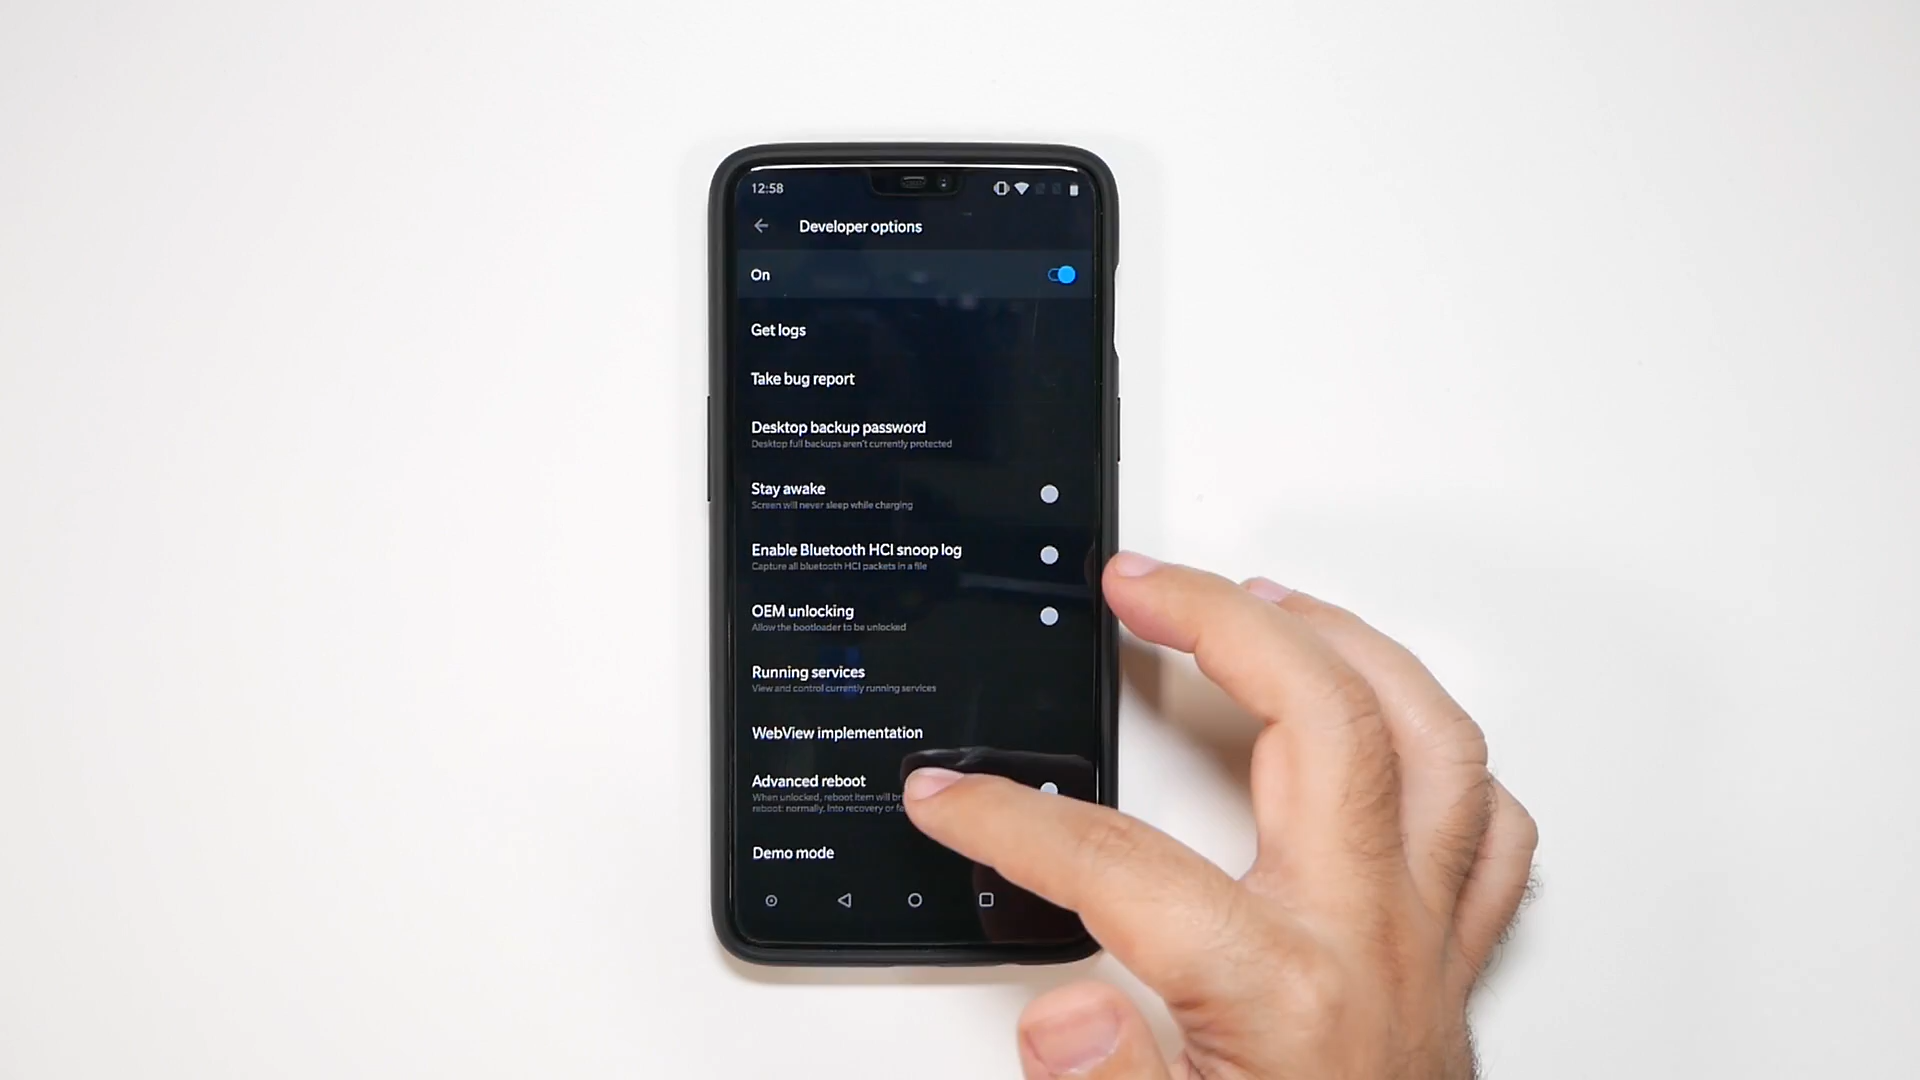 12:58
Developer options
On
Get logs
Take bug report
Desktop backup password
Desktop full backups aren't currently protected
Stay awake
Screen will never sleep while charging
Enable Bluetooth HCI snoop log
Capture all bluetooth HCI packets in a file
OEM unlocking
Allow the bootloader to be unlocked
Running services
View and control currently running services
WebView implementation
Advanced reboot
When unlocked, reboot item will
reboot: normally, into recovery or
Demo mode